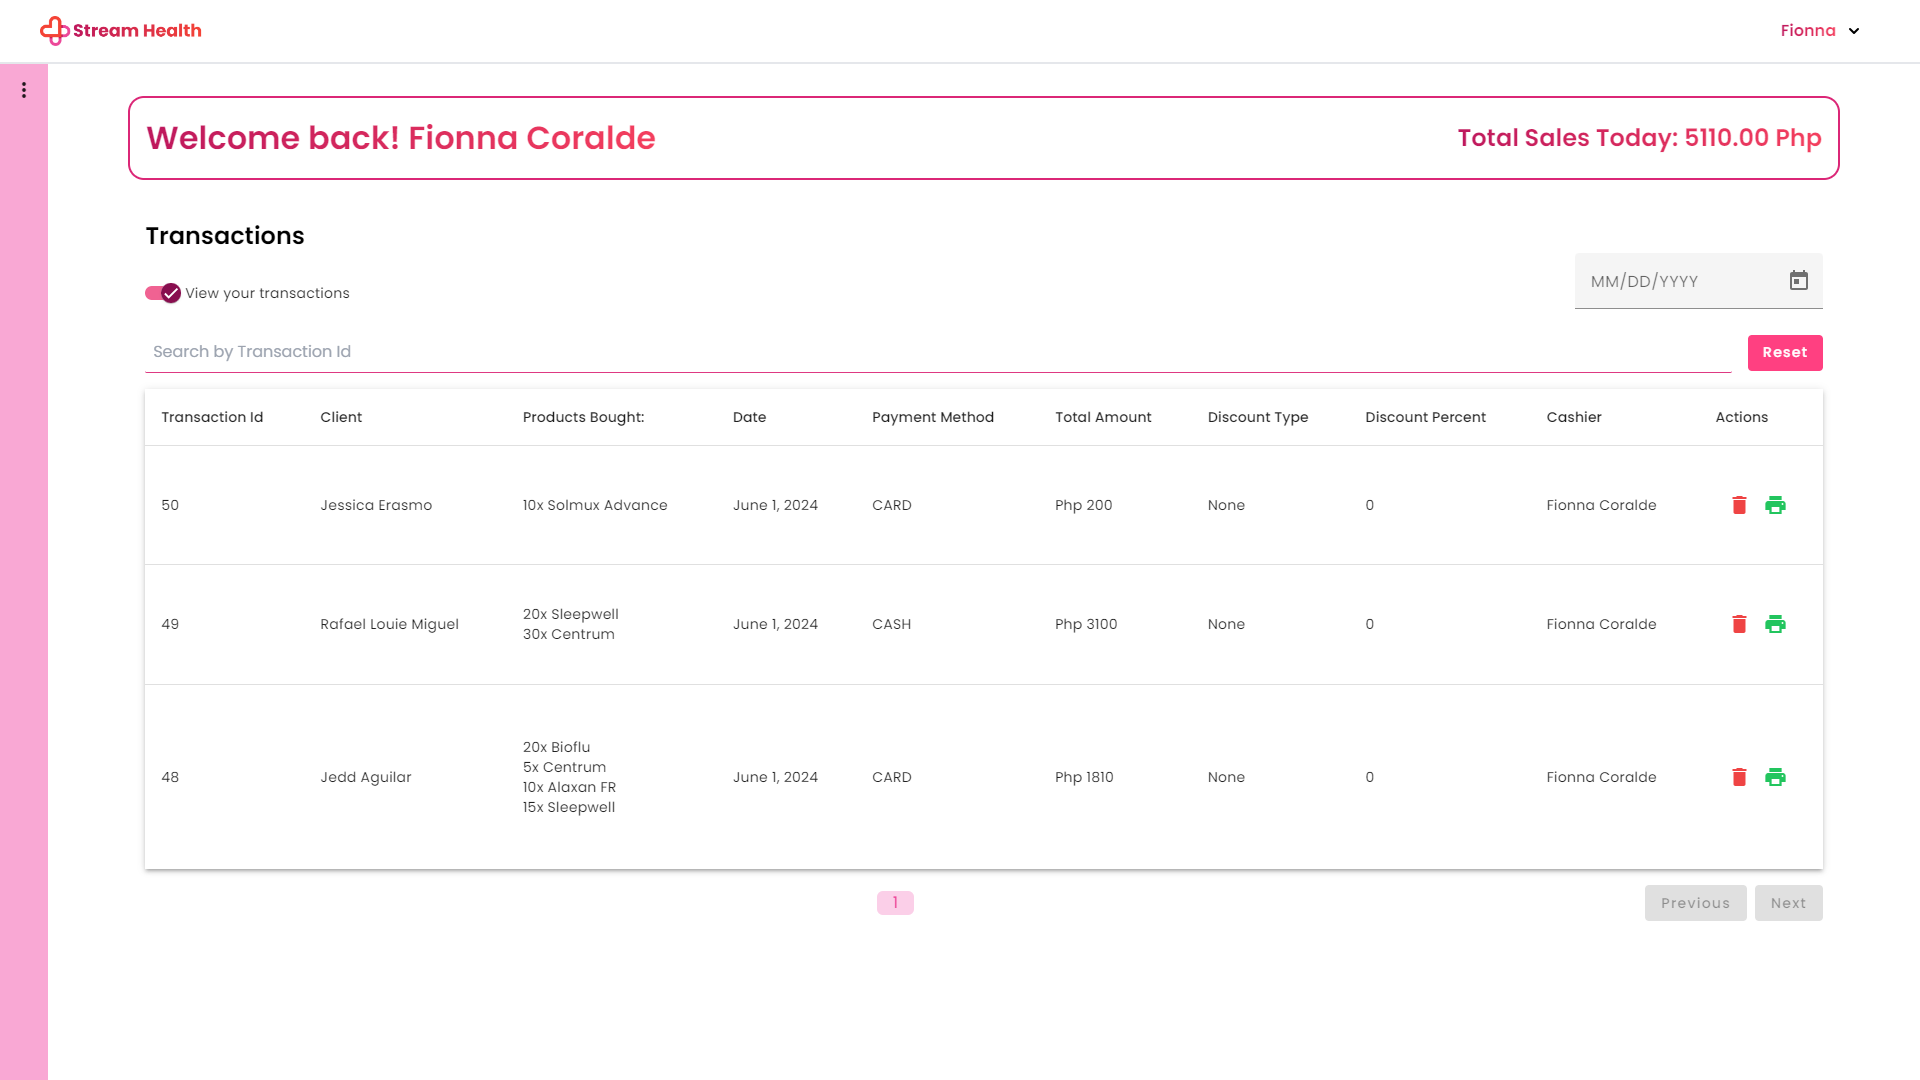 Stream Health
Fionna
Welcome back! Fionna Coralde
Total Sales Today: 5110.00 Php
Transactions
View your transactions
MM/DD/YYYY
Search by Transaction Id
Reset
Transaction Id Client Products Bought: Date Payment Method Total Amount Discount Type Discount Percent Cashier Actions
50 Jessica Erasmo 10x Solmux Advance June 1, 2024 CARD Php 200 None 0 Fionna Coralde
49 Rafael Louie Miguel
20x Sleepwell
30x Centrum
June 1, 2024 CASH Php 3100 None 0 Fionna Coralde
48 Jedd Aguilar
20x Bioflu
5x Centrum
10x Alaxan FR
15x Sleepwell
June 1, 2024 CARD Php 1810 None 0 Fionna Coralde
1
Previous
Next